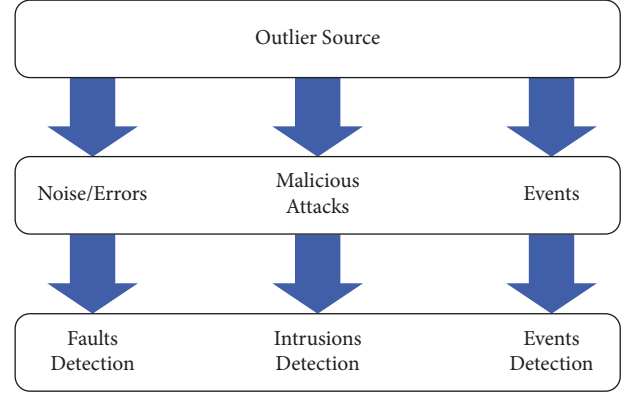 Outlier Source
Noise/Errors
Malicious
Attacks
Events
Faults
Detection
Intrusions
Detection
Events
Detection